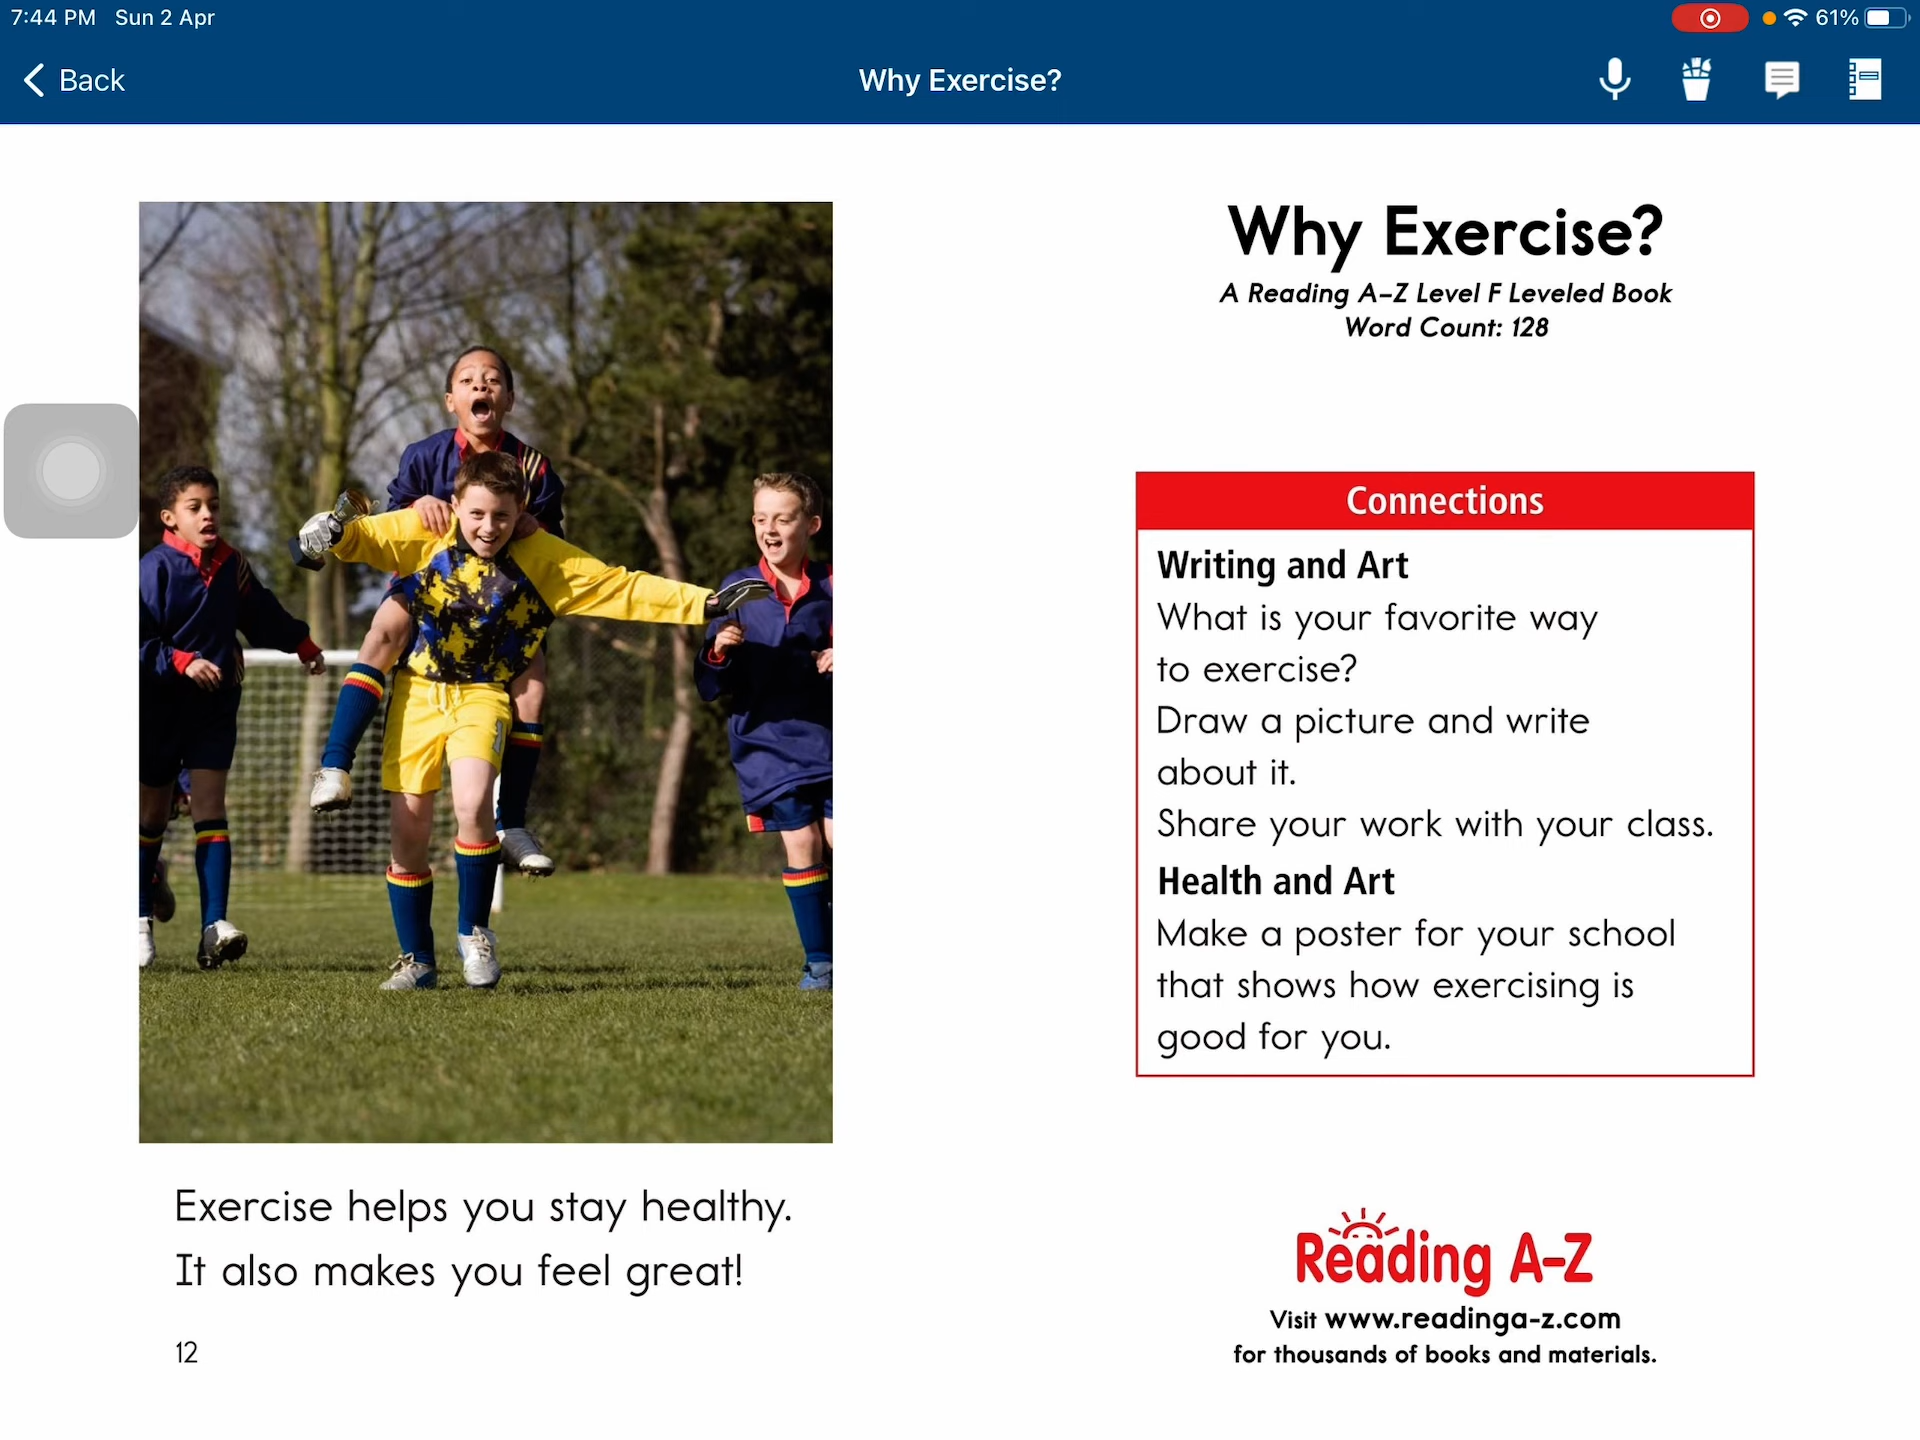 7:44 PM Sun 2 Apr
61%
Back
Why Exercise?
Exercise helps you stay healthy.
It also makes you feel great!
12
Why Exercise?
A Reading A–Z Level F Leveled Book
Word Count: 128
Connections
Writing and Art
What is your favorite way
to exercise?
Draw a picture and write
about it.
Share your work with your class.
Health and Art
Make a poster for your school
that shows how exercising is
good for you.
Reading A–Z
Visit www.readinga-z.com
for thousands of books and materials.